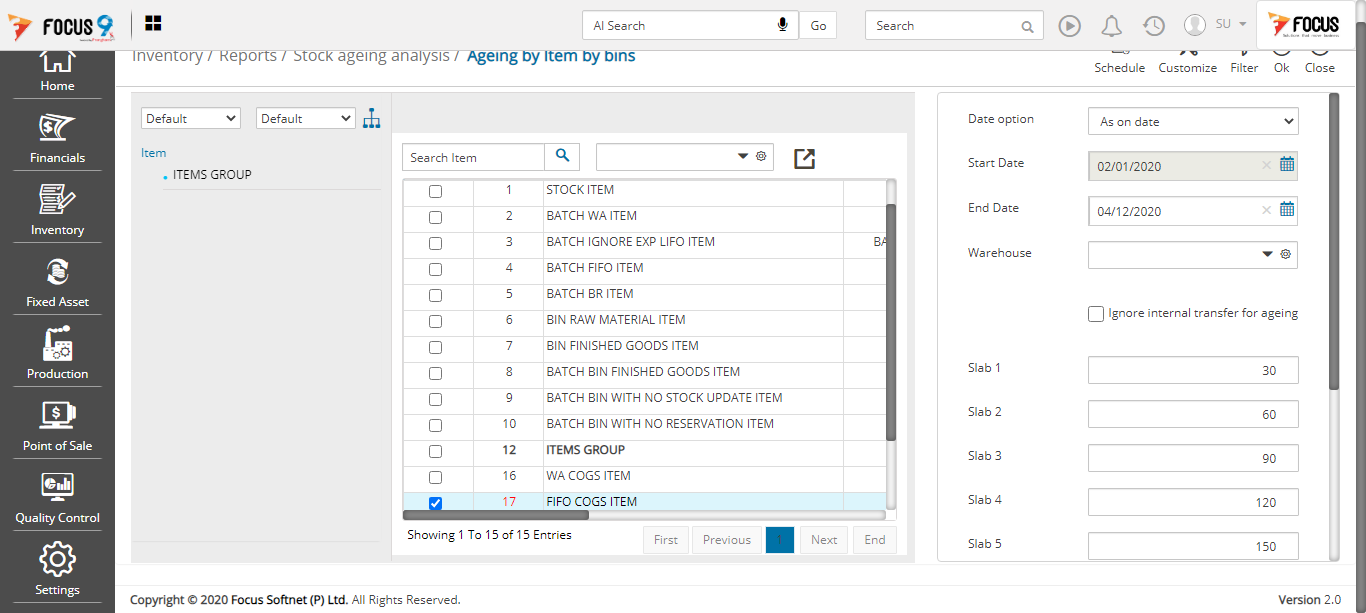 FOCUS 9
AI Search
Go
Search
SU
FOCUS
Inventory / Reports / Stock ageing analysis / Ageing by Item by bins
Schedule
Customize
Filter
Ok
Close
Home
Financials
Inventory
Fixed Asset
Production
Point of Sale
Quality Control
Settings
Default
Default
Item
ITEMS GROUP
Search Item
1 STOCK ITEM
2 BATCH WA ITEM
3 BATCH IGNORE EXP LIFO ITEM BA
4 BATCH FIFO ITEM
5 BATCH BR ITEM
6 BIN RAW MATERIAL ITEM
7 BIN FINISHED GOODS ITEM
8 BATCH BIN FINISHED GOODS ITEM
9 BATCH BIN WITH NO STOCK UPDATE ITEM
10 BATCH BIN WITH NO RESERVATION ITEM
12 ITEMS GROUP
16 WA COGS ITEM
17 FIFO COGS ITEM
Showing 1 To 15 of 15 Entries
First
Previous
1
Next
End
Date option As on date
Start Date 02/01/2020
End Date 04/12/2020
Warehouse
Ignore internal transfer for ageing
Slab 1 30
Slab 2 60
Slab 3 90
Slab 4 120
Slab 5 150
Copyright © 2020 Focus Softnet (P) Ltd. All Rights Reserved.
Version 2.0